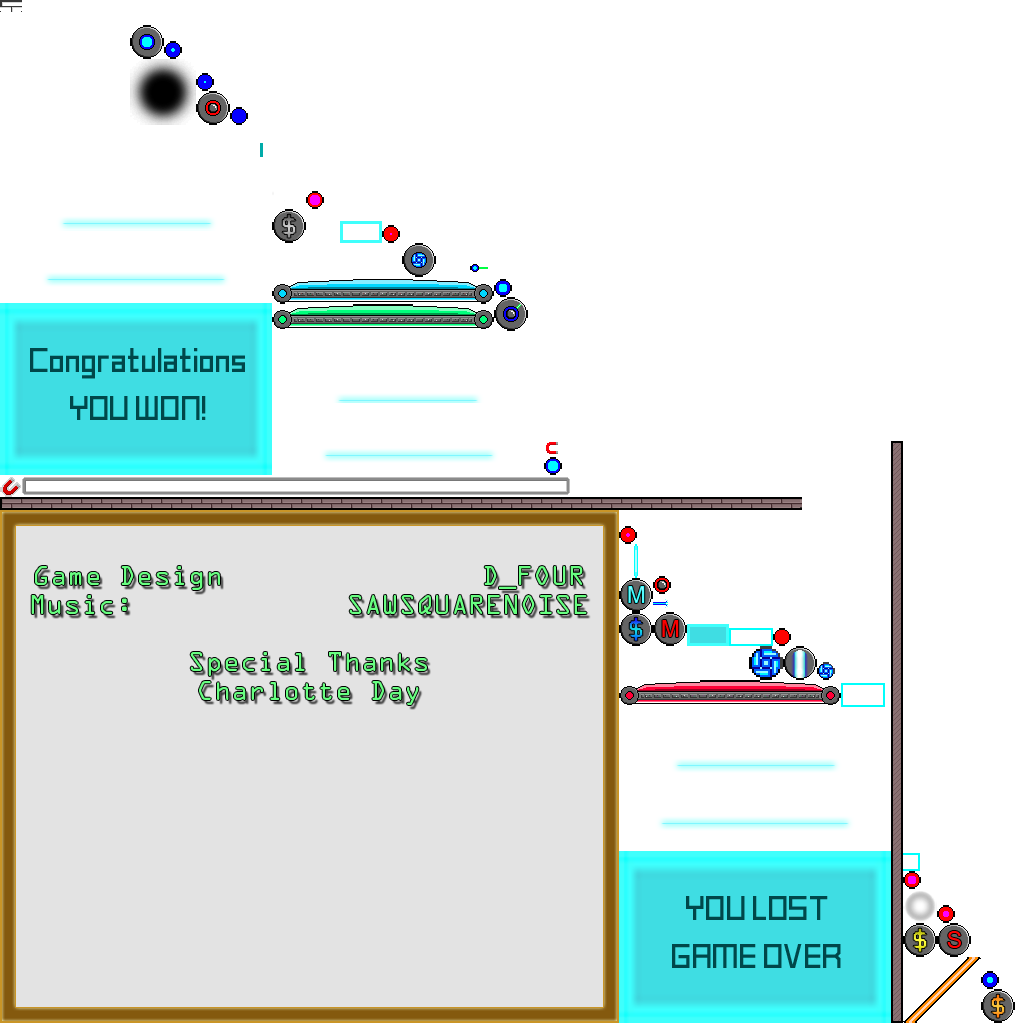 O
$
Congratulations
YOU WON!
Game Design D_FOUR
Music: SAWSQUARENOISE
Special Thanks
Charlotte Day
M
$ M
YOU LOST
GAME OVER
$ S
$